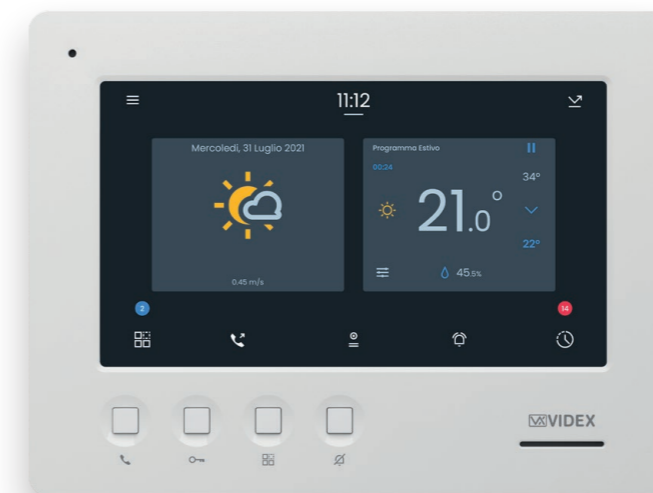 11:12
Mercoledì, 31 Luglio 2021
0.45 m/s
Programma Estivo
00:24
34°
21.0°
22°
45.5%
2
14
VX VIDEX